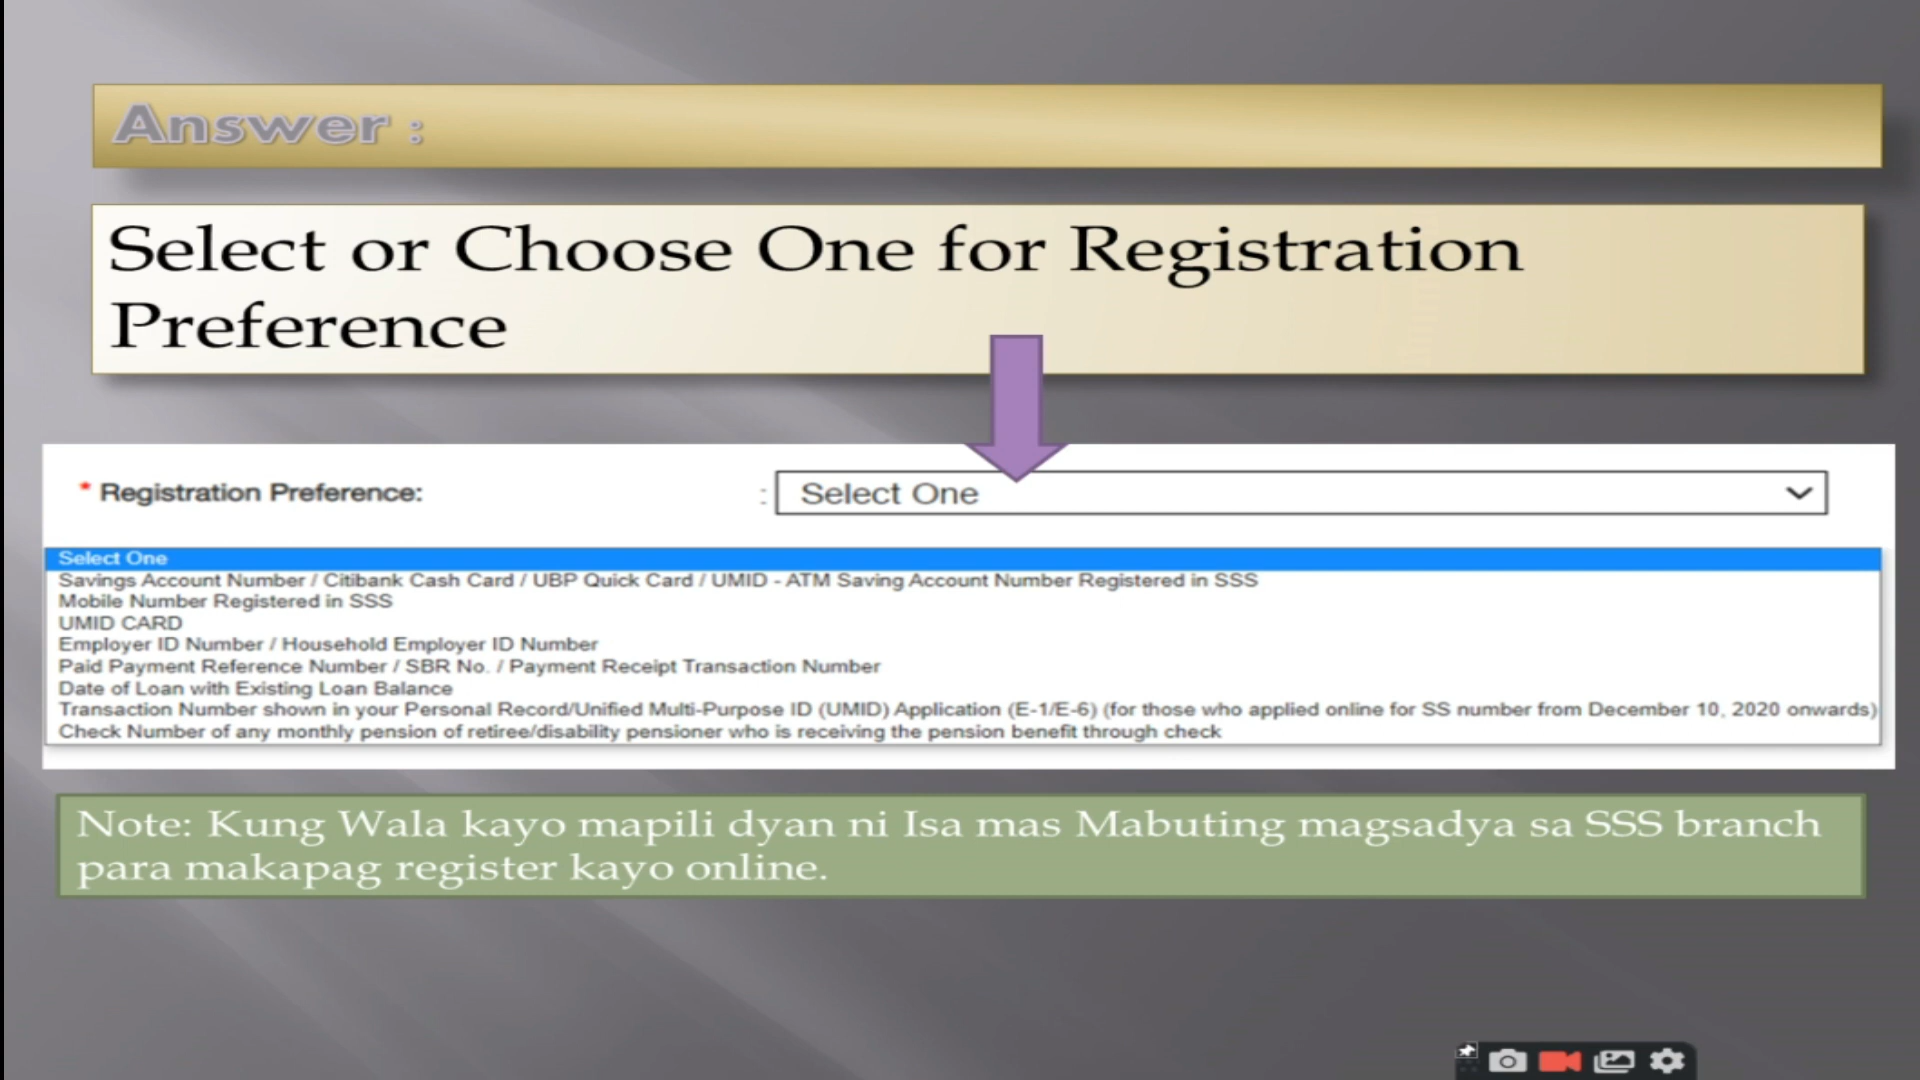 Answer :
Select or Choose One for Registration
Preference
* Registration Preference:
: Select One
Select One
Savings Account Number / Citibank Cash Card / UBP Quick Card / UMID - ATM Saving Account Number Registered in SSS
Mobile Number Registered in SSS
UMID CARD
Employer ID Number / Household Employer ID Number
Paid Payment Reference Number / SBR No. / Payment Receipt Transaction Number
Date of Loan with Existing Loan Balance
Transaction Number shown in your Personal Record/Unified Multi-Purpose ID (UMID) Application (E-1/E-6) (for those who applied online for SS number from December 10, 2020 onwards)
Check Number of any monthly pension of retiree/disability pensioner who is receiving the pension benefit through check
Note: Kung Wala kayo mapili dyan ni Isa mas Mabuting magsadya sa SSS branch
para makapag register kayo online.